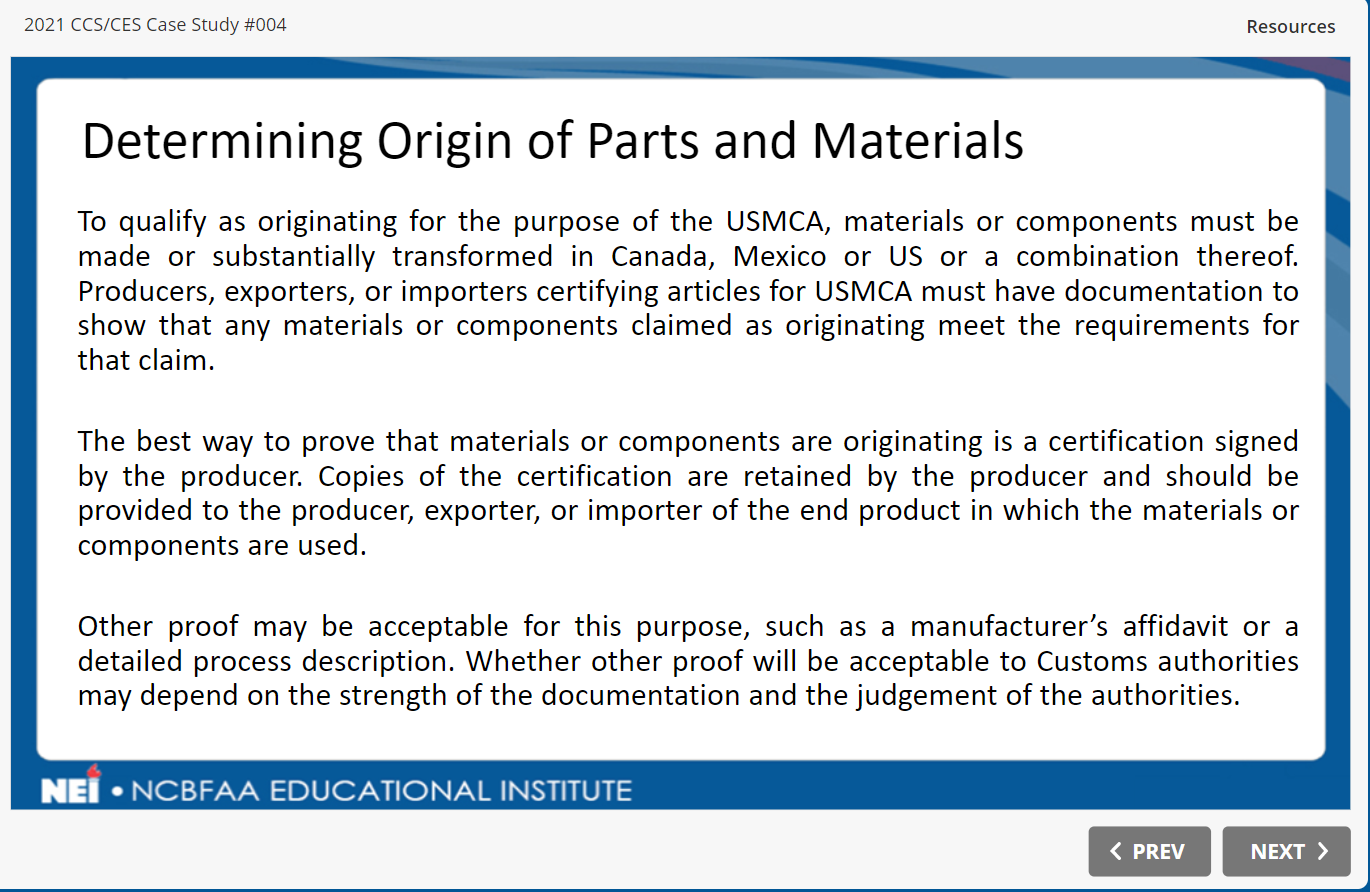 2021 CCS/CES Case Study #004
Resources
Determining Origin of Parts and Materials
To qualify as originating for the purpose of the USMCA, materials or components must be
made or substantially transformed in Canada, Mexico or US or a combination thereof.
Producers, exporters, or importers certifying articles for USMCA must have documentation to
show that any materials or components claimed as originating meet the requirements for
that claim.
The best way to prove that materials or components are originating is a certification signed
by the producer. Copies of the certification are retained by the producer and should be
provided to the producer, exporter, or importer of the end product in which the materials or
components are used.
Other proof may be acceptable for this purpose, such as a manufacturer’s affidavit or a
detailed process description. Whether other proof will be acceptable to Customs authorities
may depend on the strength of the documentation and the judgement of the authorities.
NEi • NCBFAA EDUCATIONAL INSTITUTE
PREV
NEXT